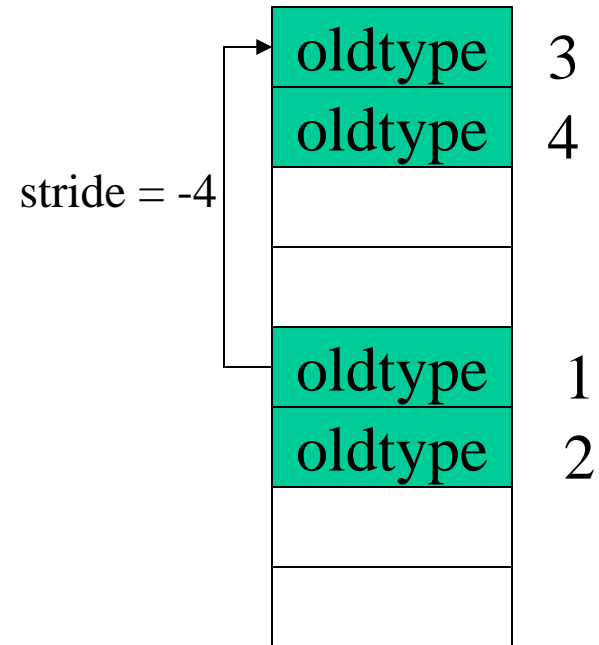 oldtype 3
oldtype 4
stride = -4
oldtype 1
oldtype 2